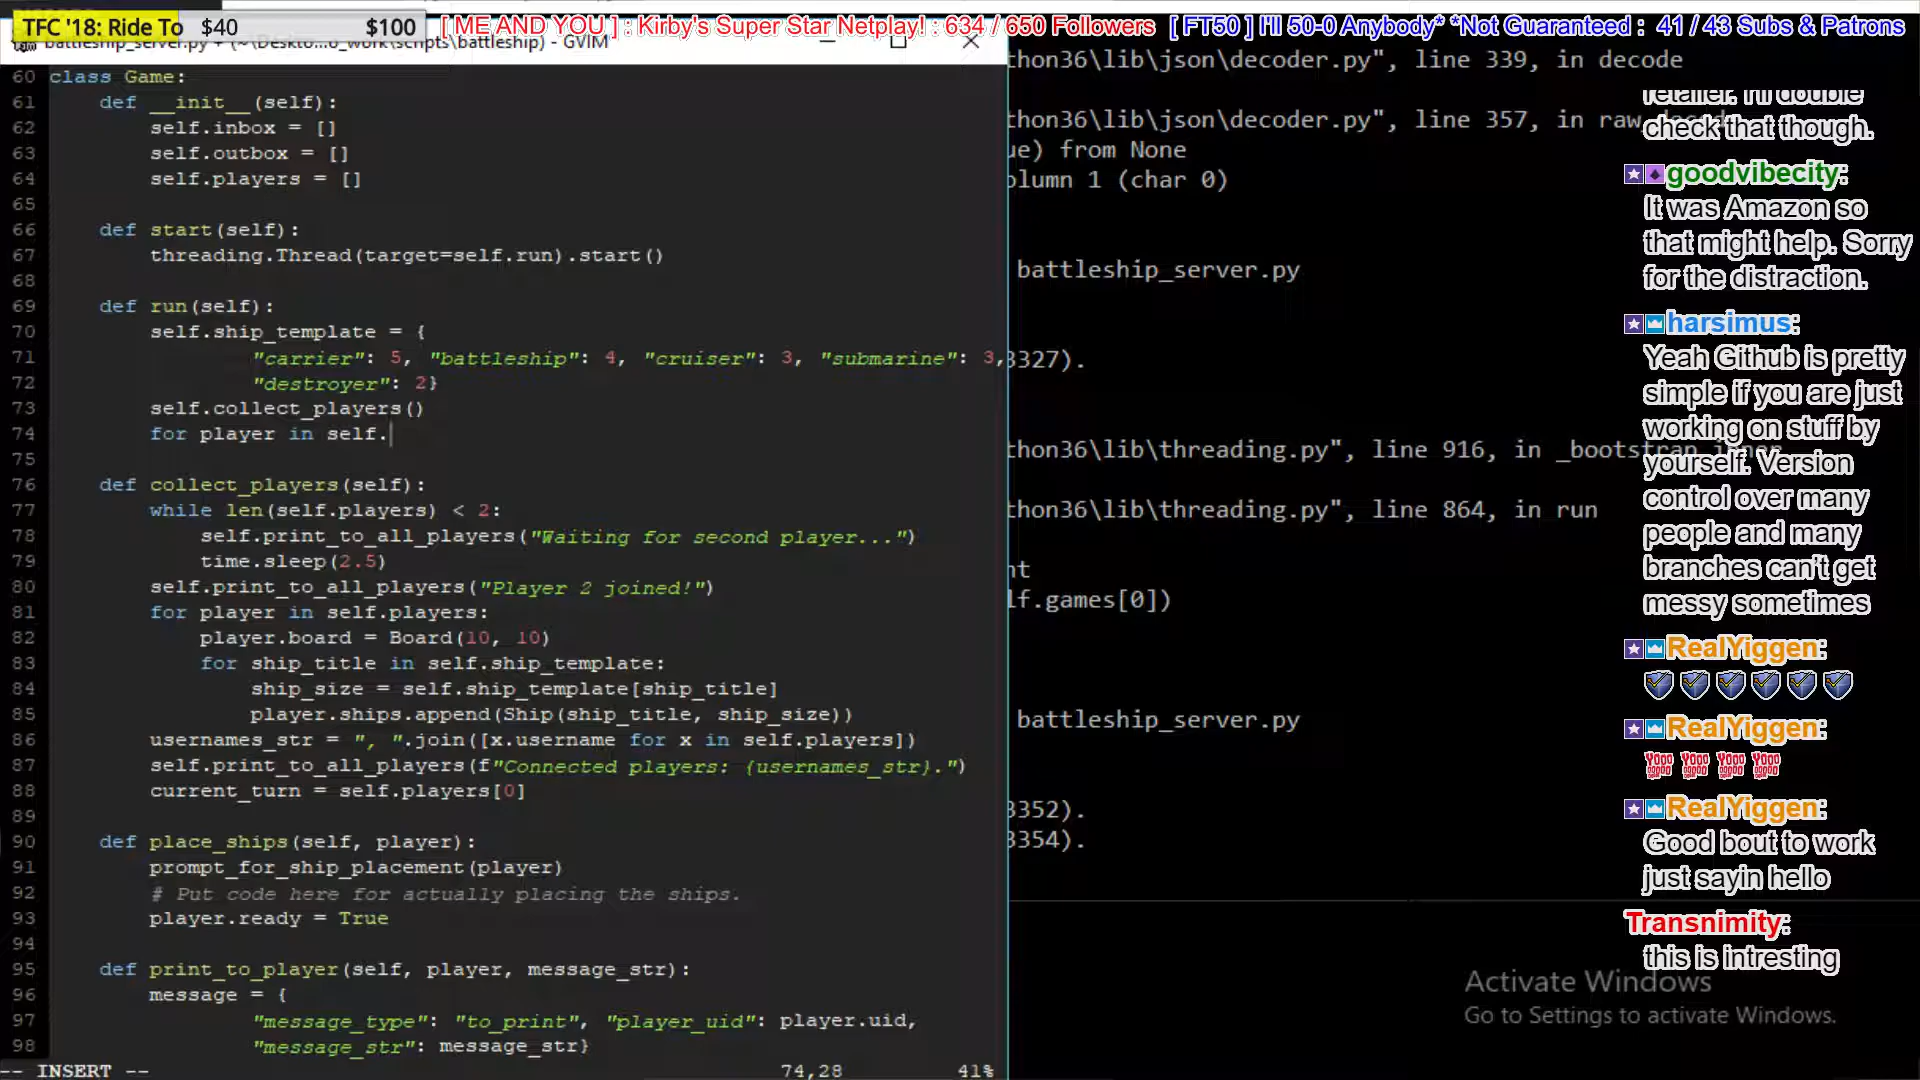 TFC '18: Ride To $40 $100 [ ME AND YOU ] : Kirby's Super Star Netplay! : 634 / 650 Followers [ FT50 ] I'll 50-0 Anybody* *Not Guaranteed : 41 / 43 Subs & Patrons
battleship_server.py + (~\Deskto...o_work\scripts\battleship) - GVIM
60 class Game:
61 def __init__(self):
62 self.inbox = []
63 self.outbox = []
64 self.players = []
65
66 def start(self):
67 threading.Thread(target=self.run).start()
68
69 def run(self):
70 self.ship_template = {
71 "carrier": 5, "battleship": 4, "cruiser": 3, "submarine": 3,
72 "destroyer": 2}
73 self.collect_players()
74 for player in self.
75
76 def collect_players(self):
77 while len(self.players) < 2:
78 self.print_to_all_players("Waiting for second player...")
79 time.sleep(2.5)
80 self.print_to_all_players("Player 2 joined!")
81 for player in self.players:
82 player.board = Board(10, 10)
83 for ship_title in self.ship_template:
84 ship_size = self.ship_template[ship_title]
85 player.ships.append(Ship(ship_title, ship_size))
86 usernames_str = ", ".join([x.username for x in self.players])
87 self.print_to_all_players(f"Connected players: {usernames_str}.")
88 current_turn = self.players[0]
89
90 def place_ships(self, player):
91 prompt_for_ship_placement(player)
92 # Put code here for actually placing the ships.
93 player.ready = True
94
95 def print_to_player(self, player, message_str):
96 message = {
97 "message_type": "to_print", "player_uid": player.uid,
98 "message_str": message_str}
-- INSERT -- 74,28 41%
thon36\lib\json\decoder.py", line 339, in decode
thon36\lib\json\decoder.py", line 357, in raw
ue) from None
olumn 1 (char 0)
battleship_server.py
3327).
thon36\lib\threading.py", line 916, in _bootstrap_inner
thon36\lib\threading.py", line 864, in run
nt
lf.games[0])
battleship_server.py
3352).
3354).
retailer. I'll double
check that though.
goodvibecity:
It was Amazon so
that might help. Sorry
for the distraction.
harsimus:
Yeah Github is pretty
simple if you are just
working on stuff by
yourself. Version
control over many
people and many
branches can't get
messy sometimes
RealYiggen:
RealYiggen:
RealYiggen:
Good bout to work
just sayin hello
Transnimity:
this is intresting
Activate Windows
Go to Settings to activate Windows.